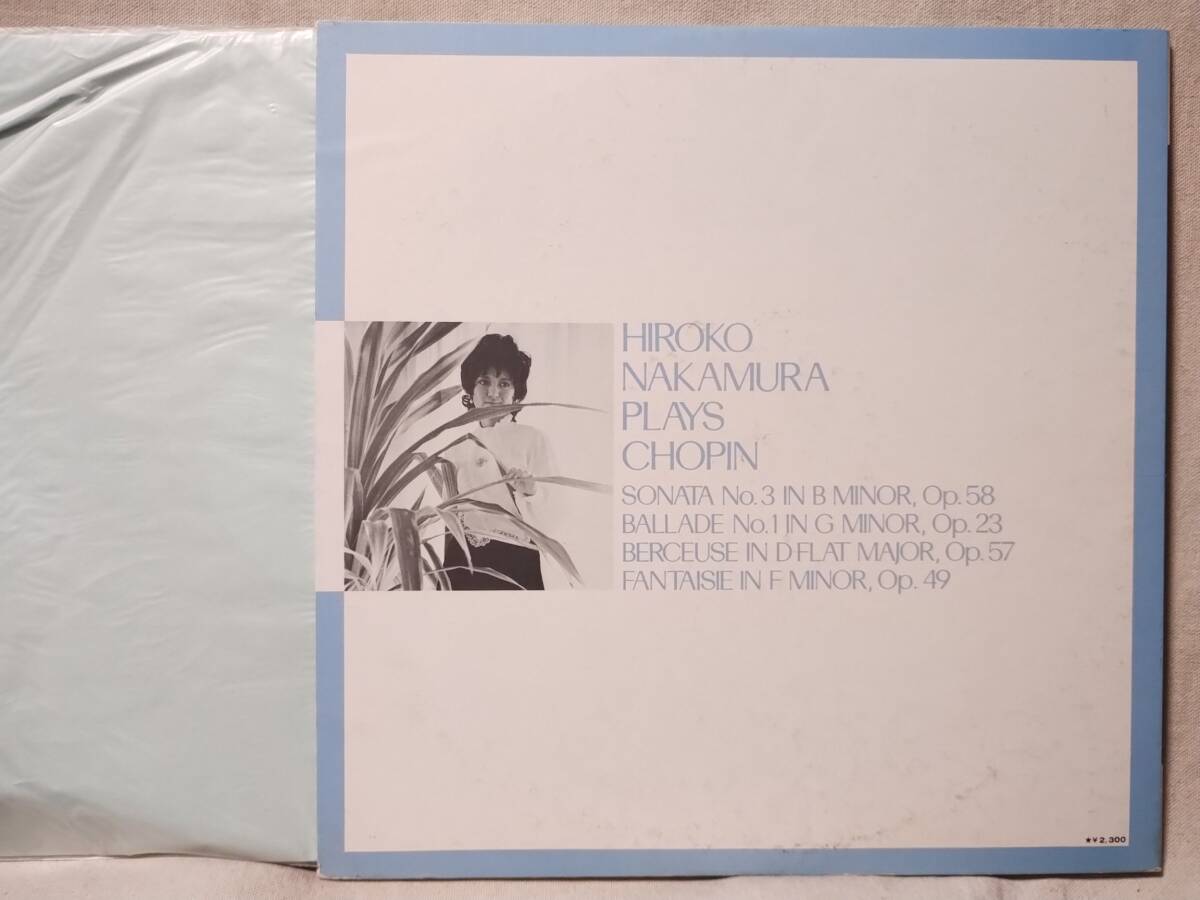 HIROKO
NAKAMURA
PLAYS
CHOPIN
SONATA No.3 IN B MINOR, Op.58
BALLADE No.1 IN G MINOR, Op.23
BERCEUSE IN D FLAT MAJOR, Op.57
FANTAISIE IN F MINOR, Op.49
★¥2,300